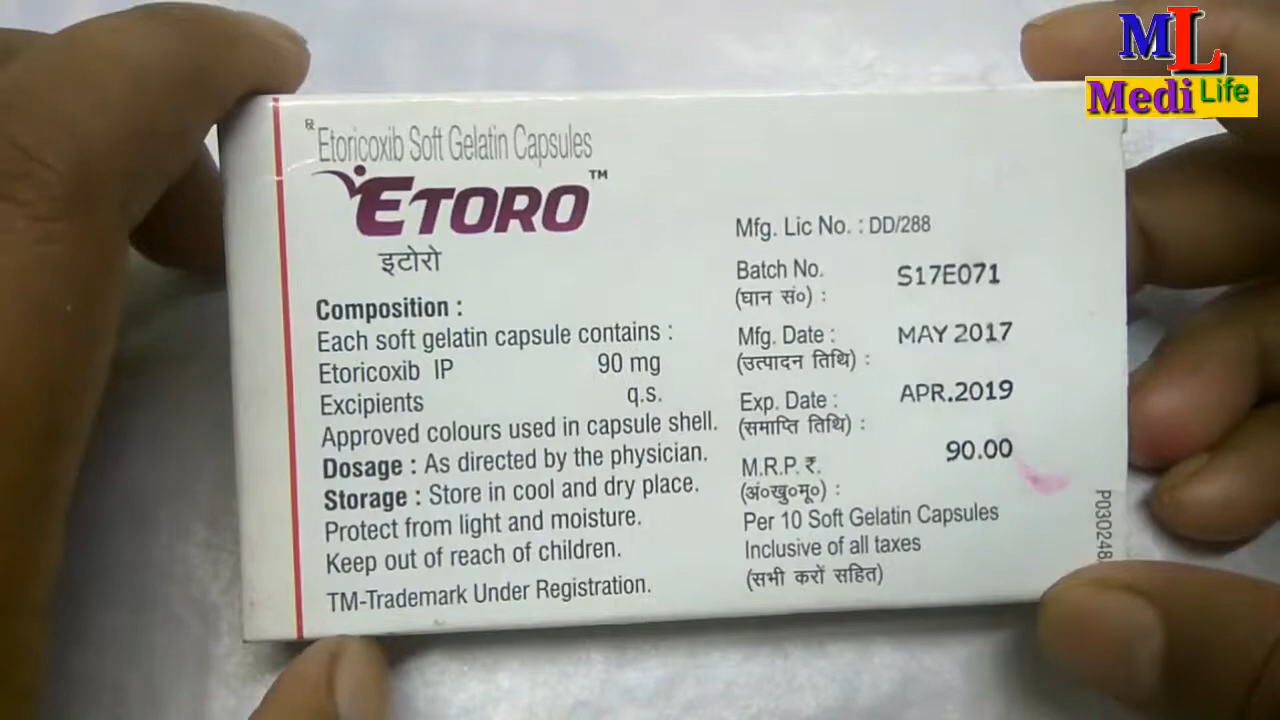 ML
Medi Life
Rx Etoricoxib Soft Gelatin Capsules
ETORO™
इटोरो
Composition :
Each soft gelatin capsule contains :
Etoricoxib IP 90 mg
Excipients q.s.
Approved colours used in capsule shell.
Dosage : As directed by the physician.
Storage : Store in cool and dry place.
Protect from light and moisture.
Keep out of reach of children.
TM-Trademark Under Registration.
Mfg. Lic No. : DD/288
Batch No. S17E071
(घान सं०) :
Mfg. Date : MAY 2017
(उत्पादन तिथि) :
Exp. Date : APR.2019
(समाप्ति तिथि) :
M.R.P. ₹. 90.00
(अं०खु०मू०) :
Per 10 Soft Gelatin Capsules
Inclusive of all taxes
(सभी करों सहित)